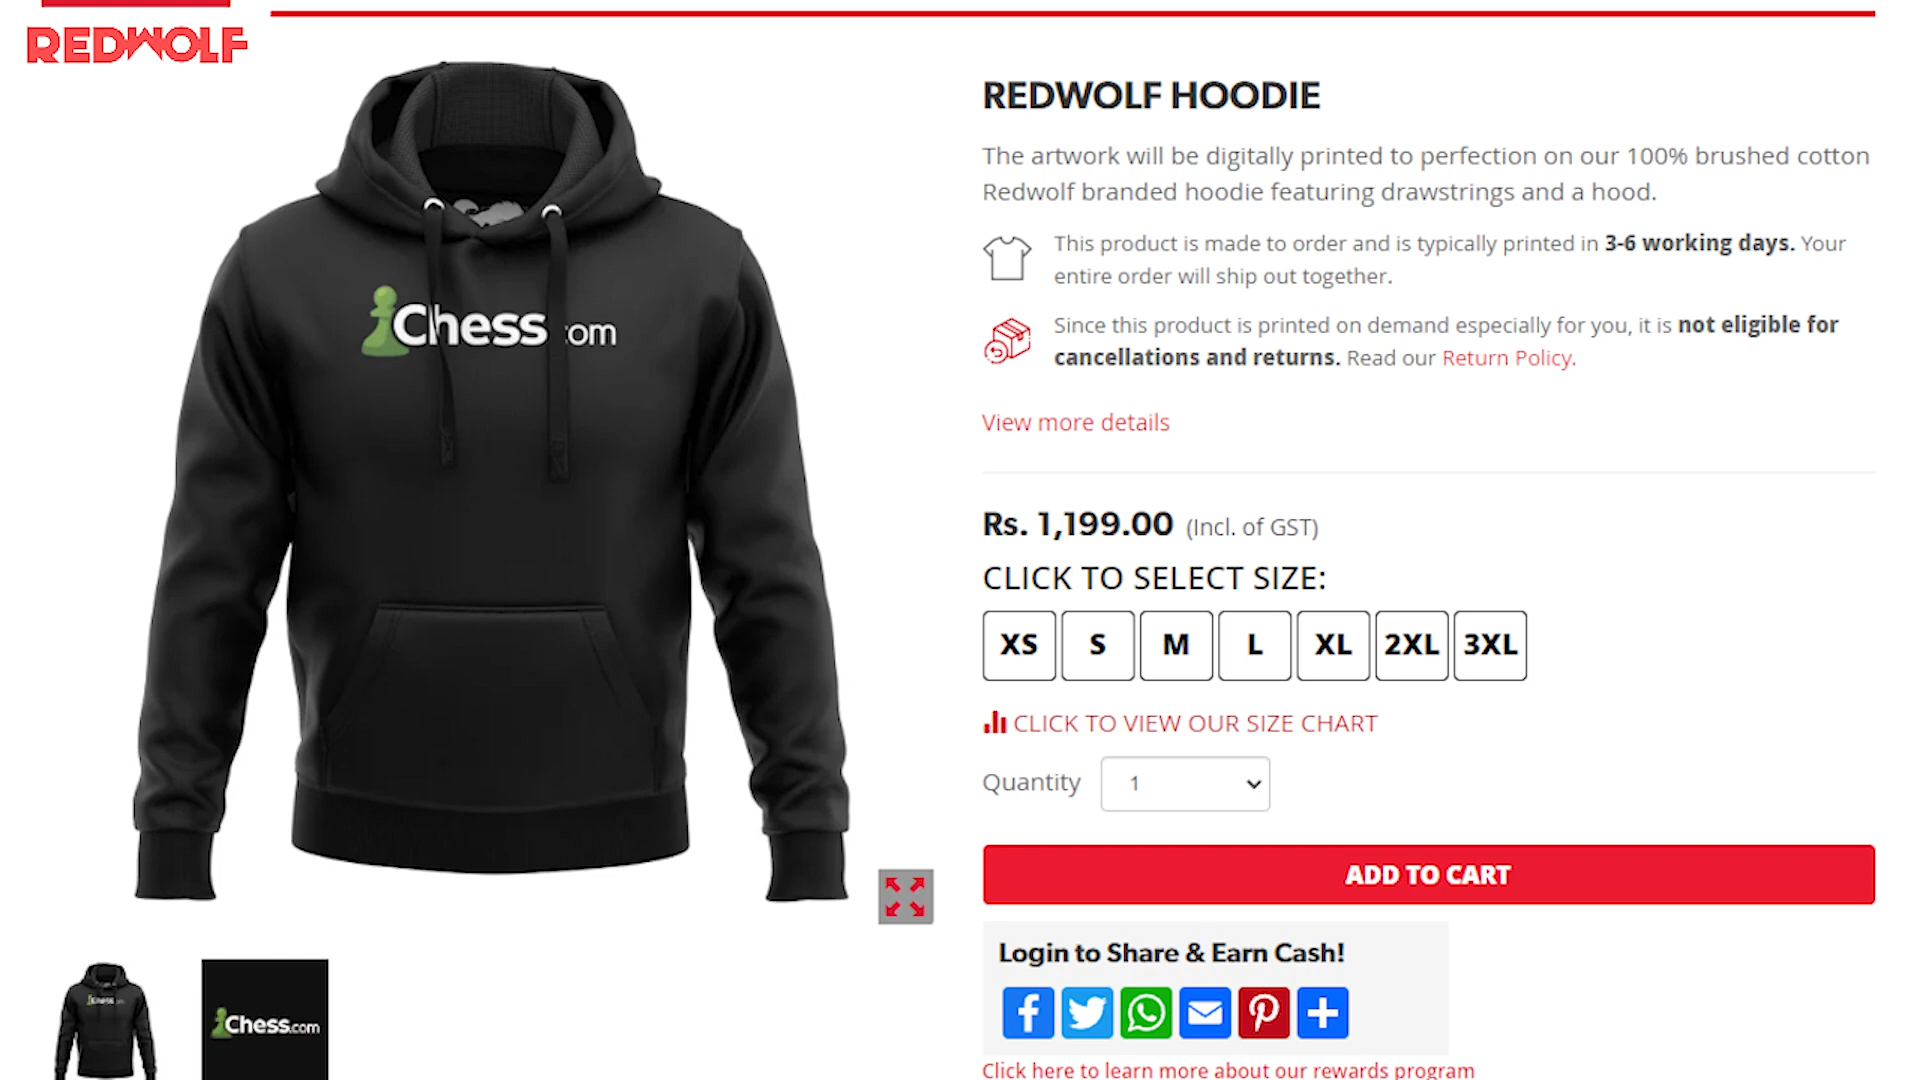 REDWOLF
Chess.com
REDWOLF HOODIE
The artwork will be digitally printed to perfection on our 100% brushed cotton
Redwolf branded hoodie featuring drawstrings and a hood.
This product is made to order and is typically printed in 3-6 working days. Your
entire order will ship out together.
Since this product is printed on demand especially for you, it is not eligible for
cancellations and returns. Read our Return Policy.
View more details
Rs. 1,199.00 (Incl. of GST)
CLICK TO SELECT SIZE:
XS S M L XL 2XL 3XL
CLICK TO VIEW OUR SIZE CHART
Quantity 1
ADD TO CART
Login to Share & Earn Cash!
Click here to learn more about our rewards program
Chess.com